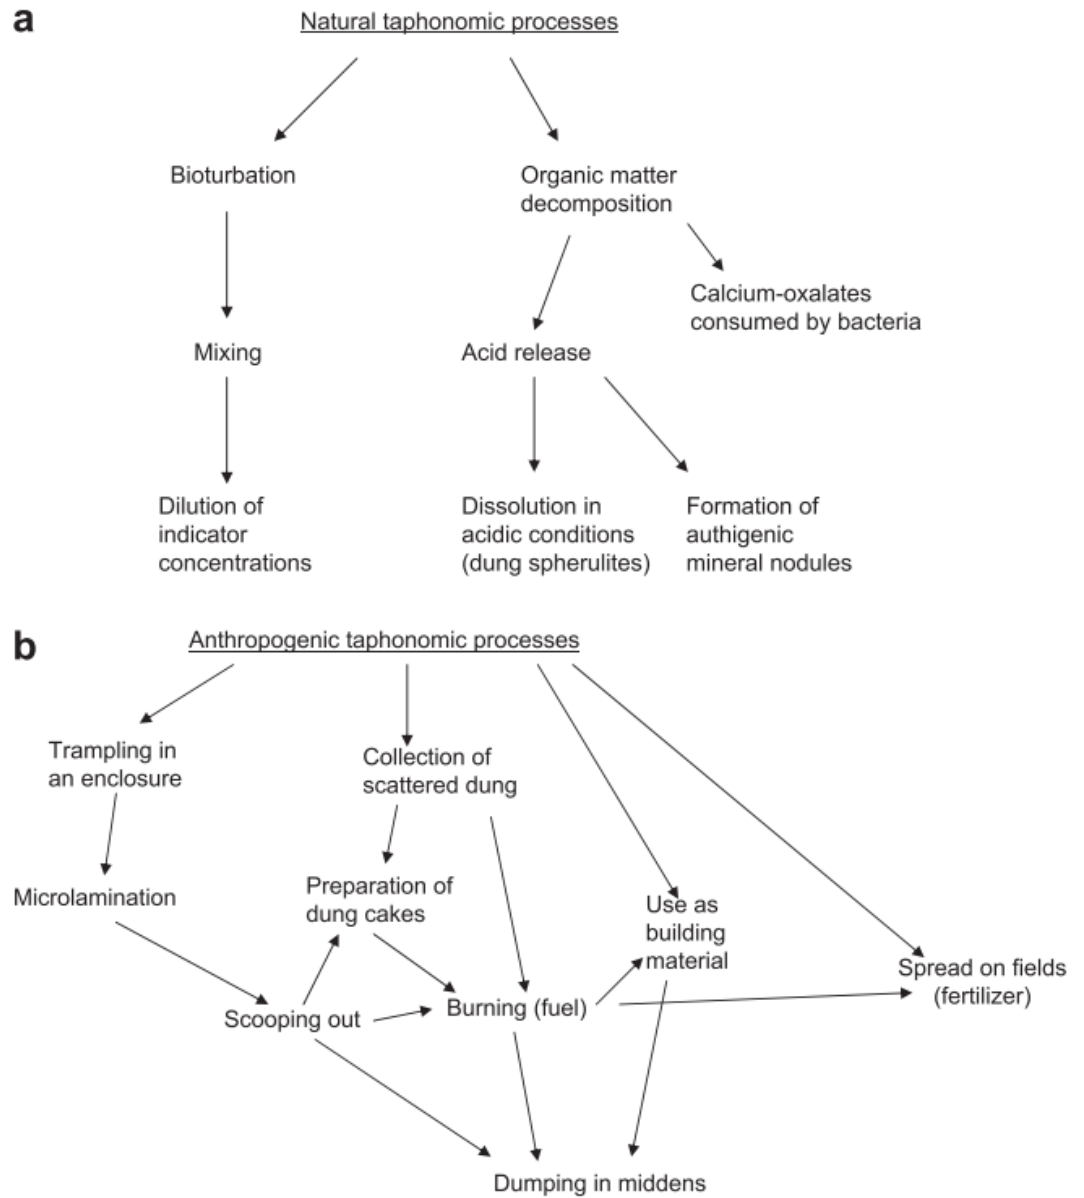 a
Natural taphonomic processes
Bioturbation
Organic matter
decomposition
Calcium-oxalates
consumed by bacteria
Mixing
Acid release
Dilution of
indicator
concentrations
Dissolution in
acidic conditions
(dung spherulites)
Formation of
authigenic
mineral nodules
b
Anthropogenic taphonomic processes
Trampling in
an enclosure
Collection of
scattered dung
Microlamination
Preparation of
dung cakes
Use as
building
material
Spread on fields
(fertilizer)
Scooping out
Burning (fuel)
Dumping in middens